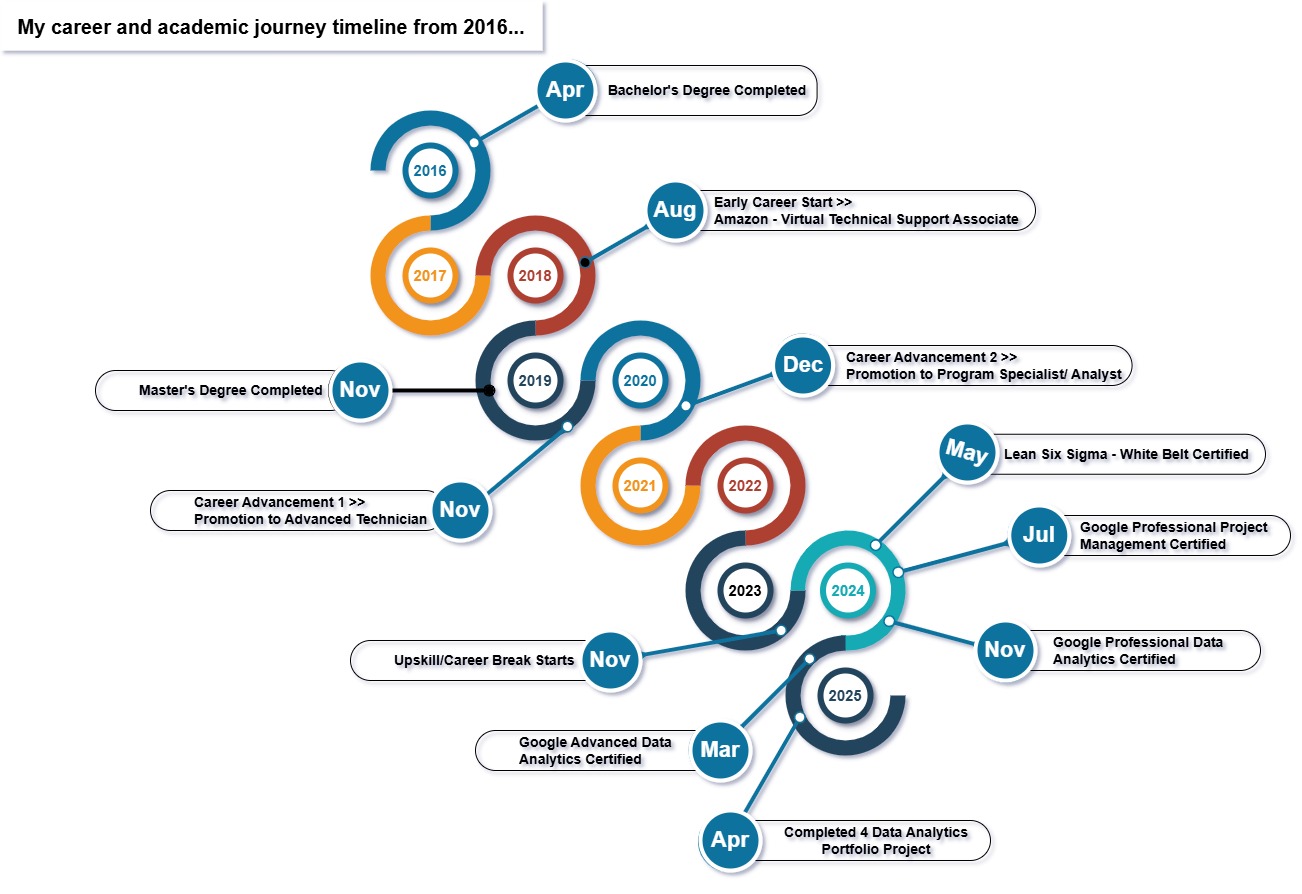 My career and academic journey timeline from 2016...
Apr
Bachelor's Degree Completed
2016
Aug
Early Career Start >>
Amazon - Virtual Technical Support Associate
2017
2018
Dec
Career Advancement 2 >>
Promotion to Program Specialist/ Analyst
Master's Degree Completed
Nov
2019
2020
May
Lean Six Sigma - White Belt Certified
Career Advancement 1 >>
Promotion to Advanced Technician
Nov
2021
2022
Jul
Google Professional Project
Management Certified
2023
2024
Upskill/Career Break Starts
Nov
Nov
Google Professional Data
Analytics Certified
2025
Google Advanced Data
Analytics Certified
Mar
Apr
Completed 4 Data Analytics
Portfolio Project